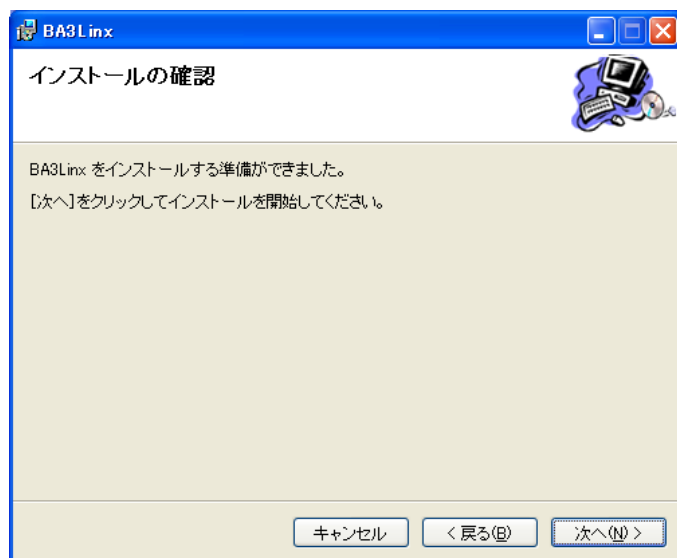 BA3Linx
インストールの確認
BA3Linx をインストールする準備ができました。
[次へ]をクリックしてインストールを開始してください。
キャンセル
< 戻る(B)
次へ(N) >